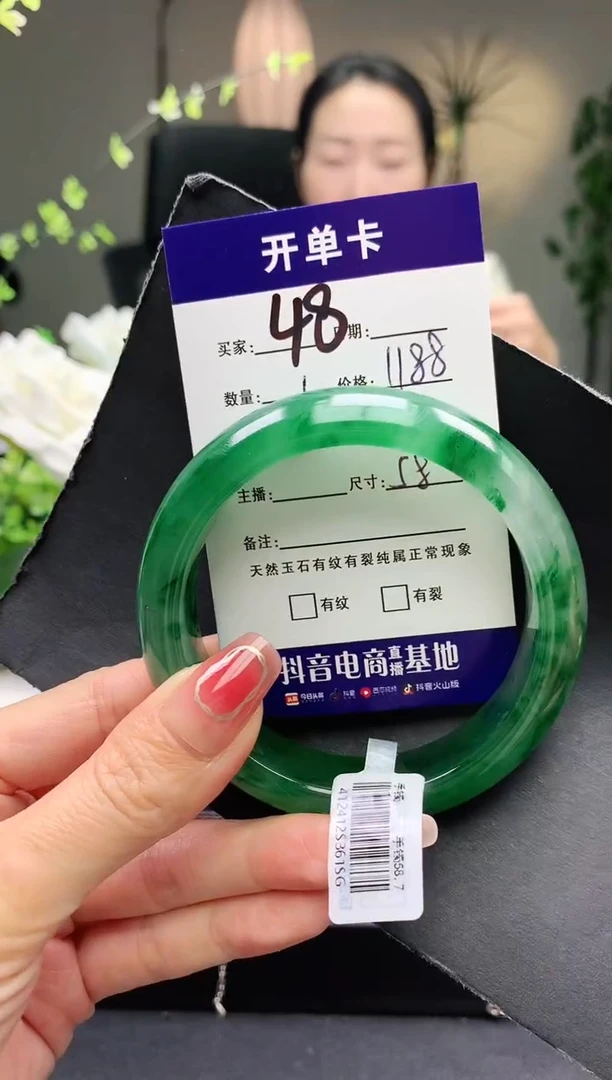 开单卡
买家: 48 期:
数量: 1 价格: 1188
主播: 尺寸: 58
备注:
天然玉石有纹有裂纯属正常现象
有纹 有裂
抖音电商直播基地
今日头条 抖音 西瓜视频 抖音火山版
手镯
手镯58.7
412412S361SG